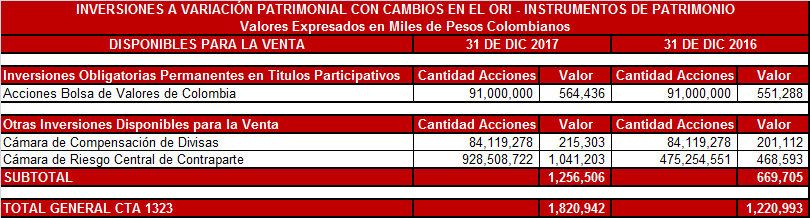 INVERSIONES A VARIACIÓN PATRIMONIAL CON CAMBIOS EN EL ORI - INSTRUMENTOS DE PATRIMONIO
Valores Expresados en Miles de Pesos Colombianos
DISPONIBLES PARA LA VENTA 31 DE DIC 2017 31 DE DIC 2016
Inversiones Obligatorias Permanentes en Titulos Participativos Cantidad Acciones Valor Cantidad Acciones Valor
Acciones Bolsa de Valores de Colombia 91,000,000 564,436 91,000,000 551,288
Otras Inversiones Disponibles para la Venta Cantidad Acciones Valor Cantidad Acciones Valor
Cámara de Compensación de Divisas 84,119,278 215,303 84,119,278 201,112
Cámara de Riesgo Central de Contraparte 928,508,722 1,041,203 475,254,551 468,593
SUBTOTAL 1,256,506 669,705
TOTAL GENERAL CTA 1323 1,820,942 1,220,993